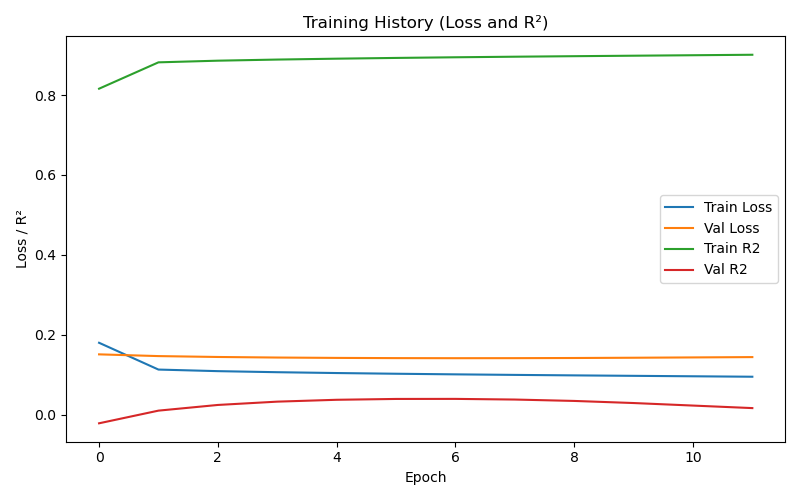 Training History (Loss and R²)
Loss / R²
0.8
0.6
0.4
0.2
0.0
Train Loss
Val Loss
Train R2
Val R2
0 2 4 6 8 10
Epoch